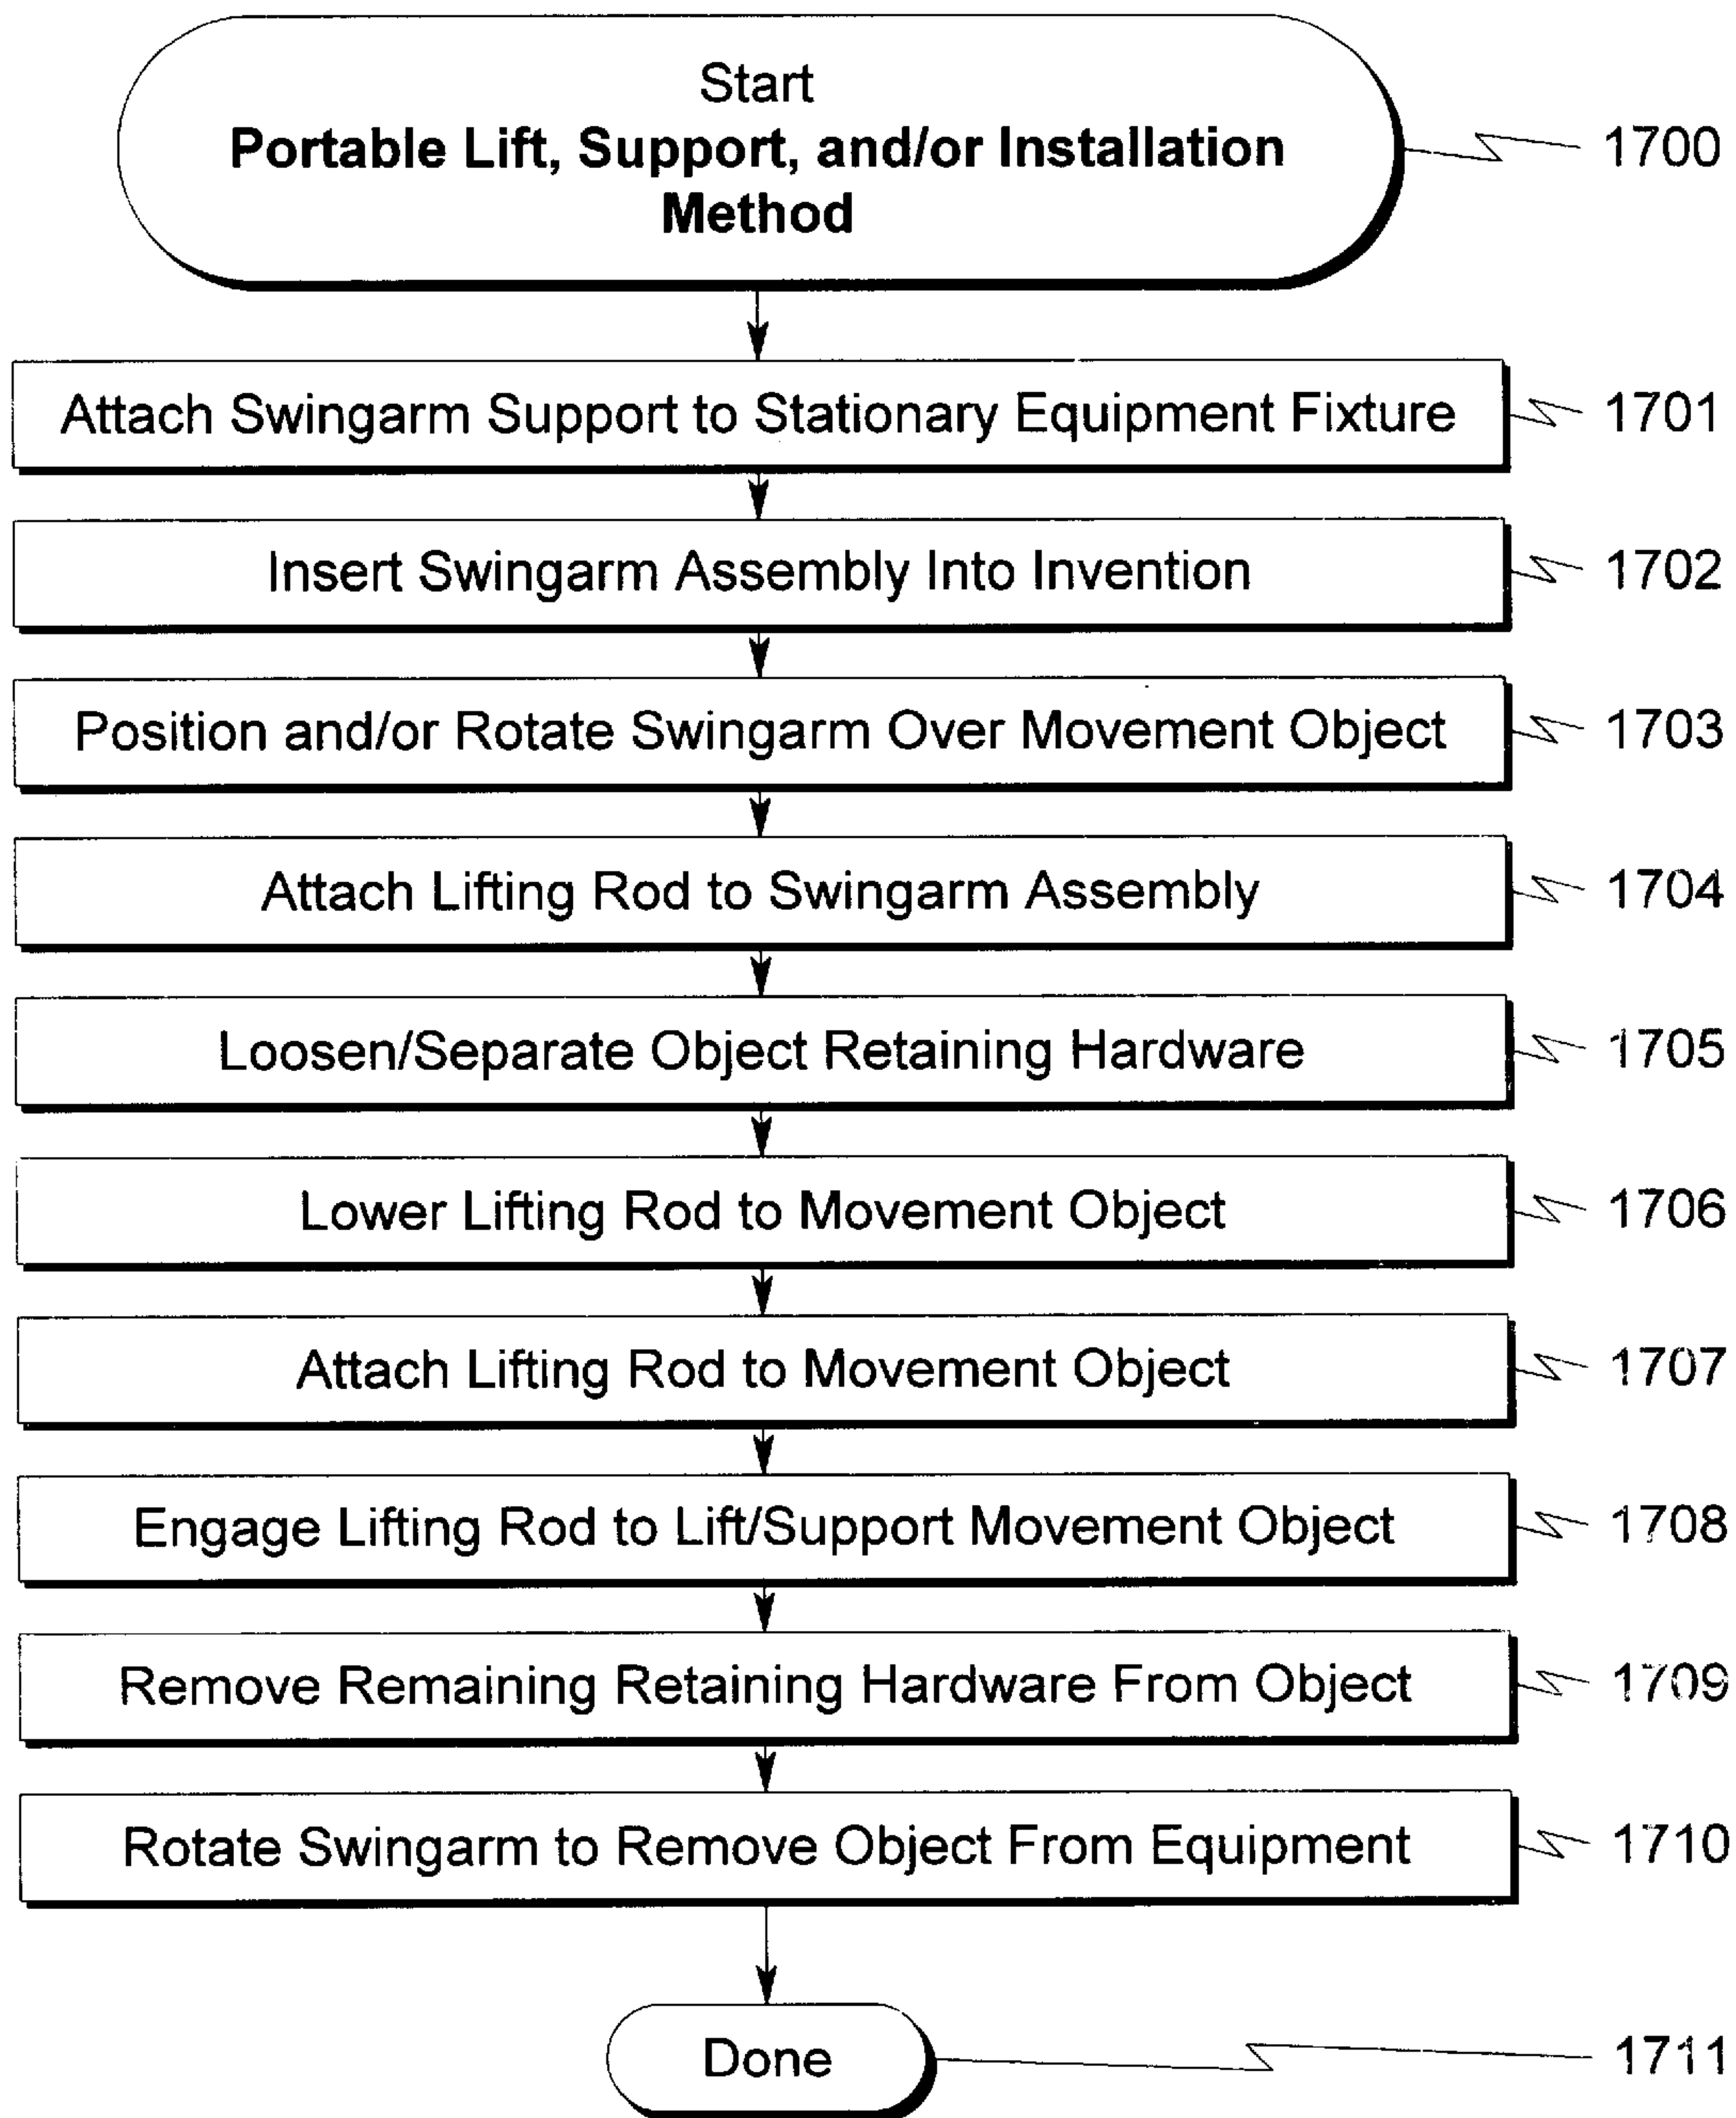 Start
Portable Lift, Support, and/or Installation
Method
1700
Attach Swingarm Support to Stationary Equipment Fixture
1701
Insert Swingarm Assembly Into Invention
1702
Position and/or Rotate Swingarm Over Movement Object
1703
Attach Lifting Rod to Swingarm Assembly
1704
Loosen/Separate Object Retaining Hardware
1705
Lower Lifting Rod to Movement Object
1706
Attach Lifting Rod to Movement Object
1707
Engage Lifting Rod to Lift/Support Movement Object
1708
Remove Remaining Retaining Hardware From Object
1709
Rotate Swingarm to Remove Object From Equipment
1710
Done
1711